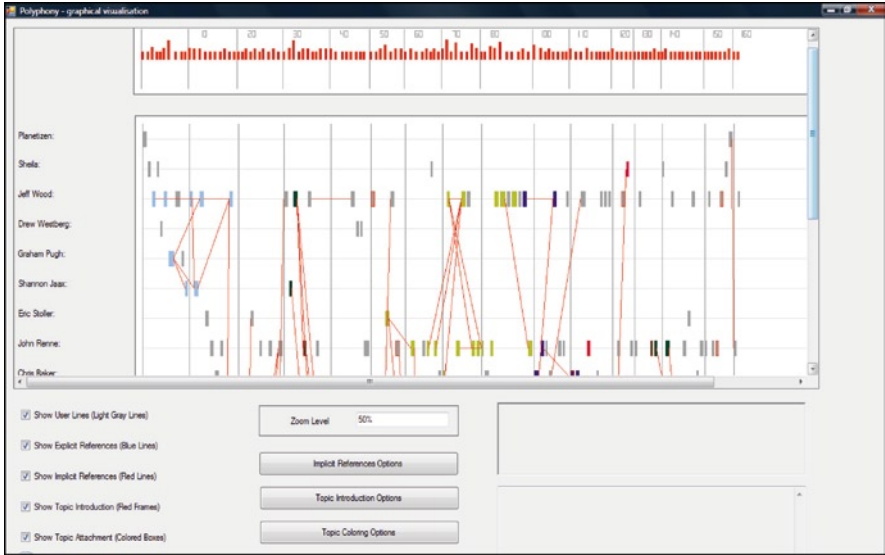 Polyphony - graphical visualisation
10 20 30 40 50 60 70 80 100 110 120 130 140 150 160
Planetizen:
Sheila:
Jeff Wood:
Drew Westberg:
Graham Pugh:
Shannon Jaax:
Eric Stoller:
John Renne:
Chris Baker:
Show User Lines (Light Gray Lines)
Zoom Level 50%
Show Explicit References (Blue Lines)
Implicit References Options
Show Implicit References (Red Lines)
Topic Introduction Options
Show Topic Introduction (Red Frames)
Topic Coloring Options
Show Topic Attachment (Colored Boxes)